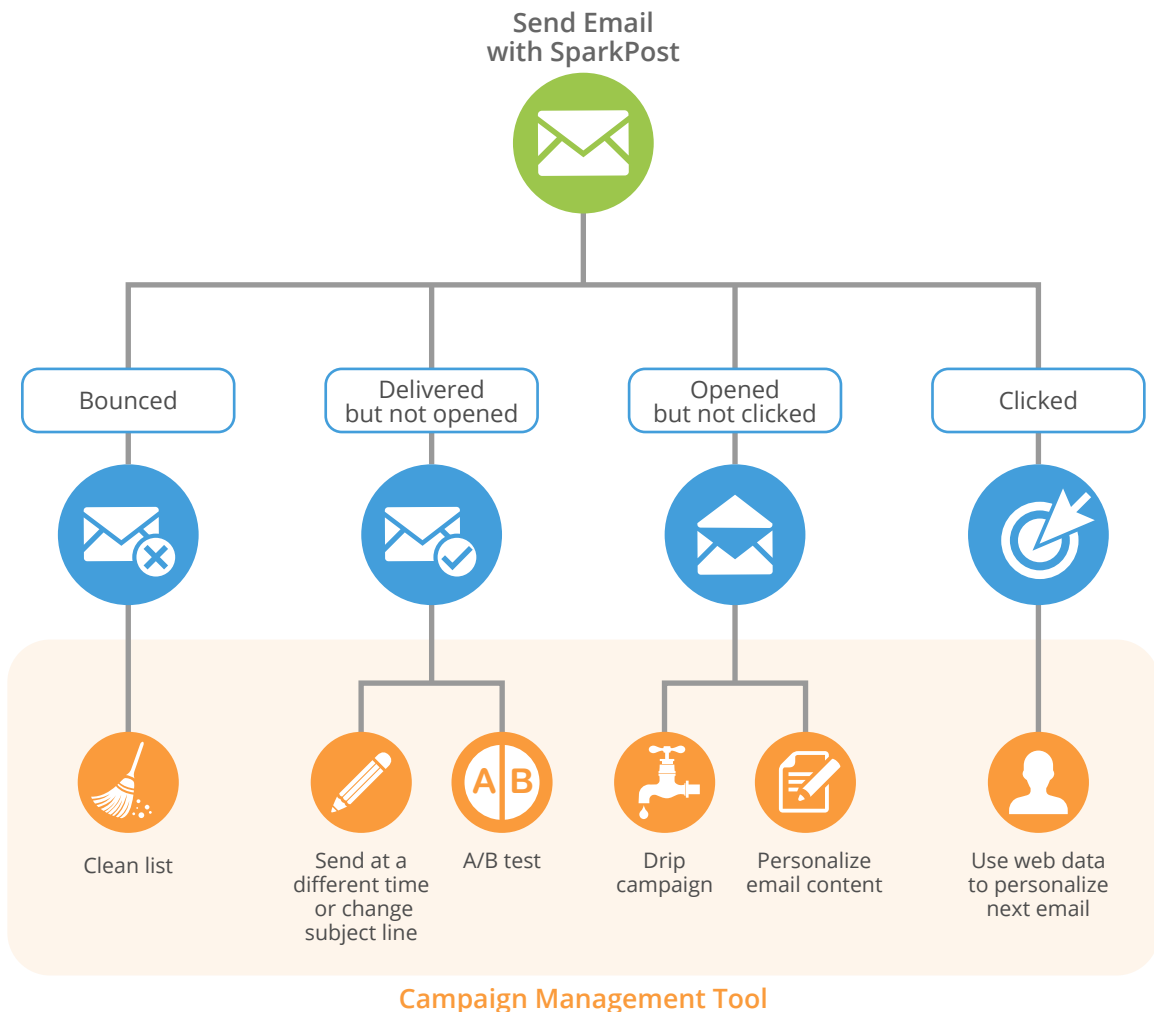 Send Email
with SparkPost
Bounced
Delivered
but not opened
Opened
but not clicked
Clicked
A B
Clean list
Send at a
different time
or change
subject line
A/B test
Drip
campaign
Personalize
email content
Use web data
to personalize
next email
Campaign Management Tool